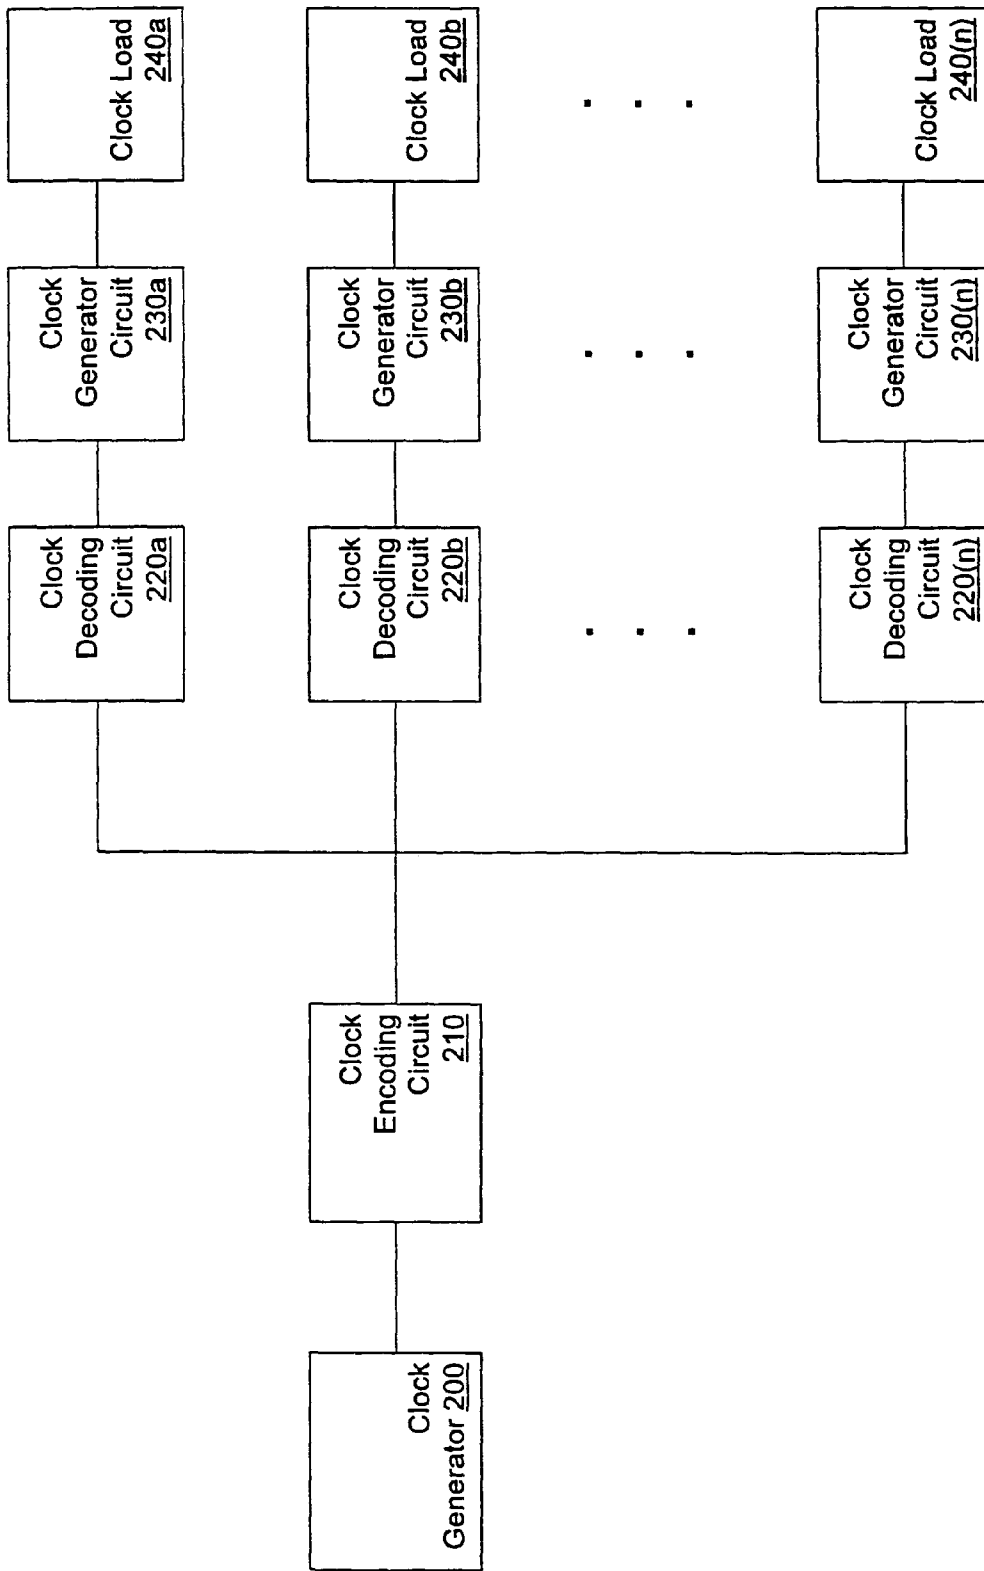 Clock
Generator 200
Clock
Encoding
Circuit
210
Clock
Decoding
Circuit
220a
Clock
Generator
Circuit
230a
Clock Load
240a
Clock
Decoding
Circuit
220b
Clock
Generator
Circuit
230b
Clock Load
240b
Clock
Decoding
Circuit
220(n)
Clock
Generator
Circuit
230(n)
Clock Load
240(n)